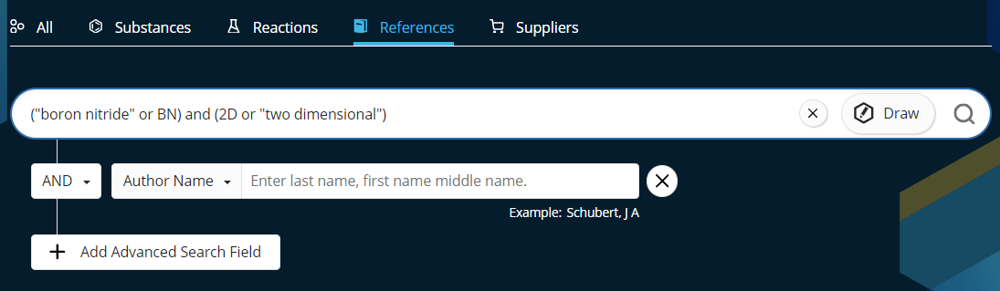 All Substances Reactions References Suppliers
("boron nitride" or BN) and (2D or "two dimensional") Draw
AND Author Name Enter last name, first name middle name.
Example: Schubert, J A
Add Advanced Search Field